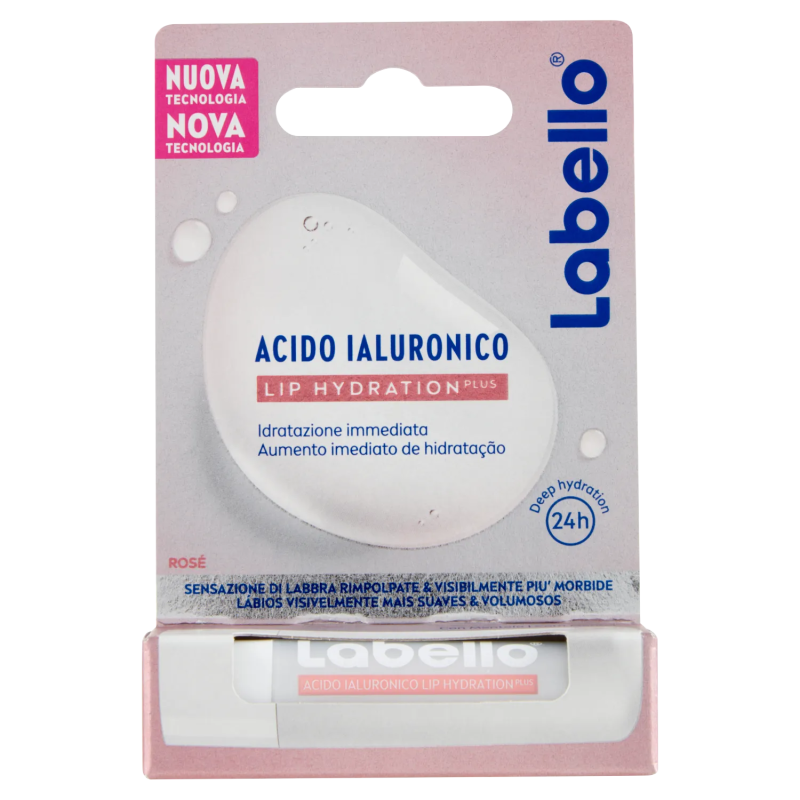 NUOVA
TECNOLOGIA
NOVA
TECNOLOGIA
Labello®
ACIDO IALURONICO
LIP HYDRATION PLUS
Idratazione immediata
Aumento imediato de hidratação
Deep hydration
24h
ROSÉ
SENSAZIONE DI LABBRA RIMPOLPATE & VISIBILMENTE PIU' MORBIDE
LÁBIOS VISIVELMENTE MAIS SUAVES & VOLUMOSOS
Labello
ACIDO IALURONICO LIP HYDRATION PLUS